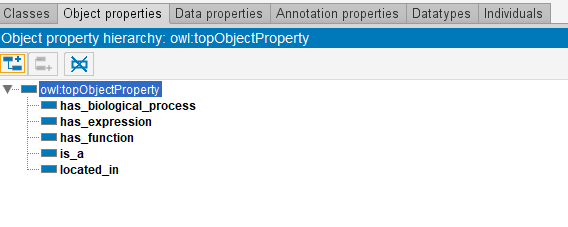 Classes Object properties Data properties Annotation properties Datatypes Individuals
Object property hierarchy: owl:topObjectProperty
owl:topObjectProperty
has_biological_process
has_expression
has_function
is_a
located_in